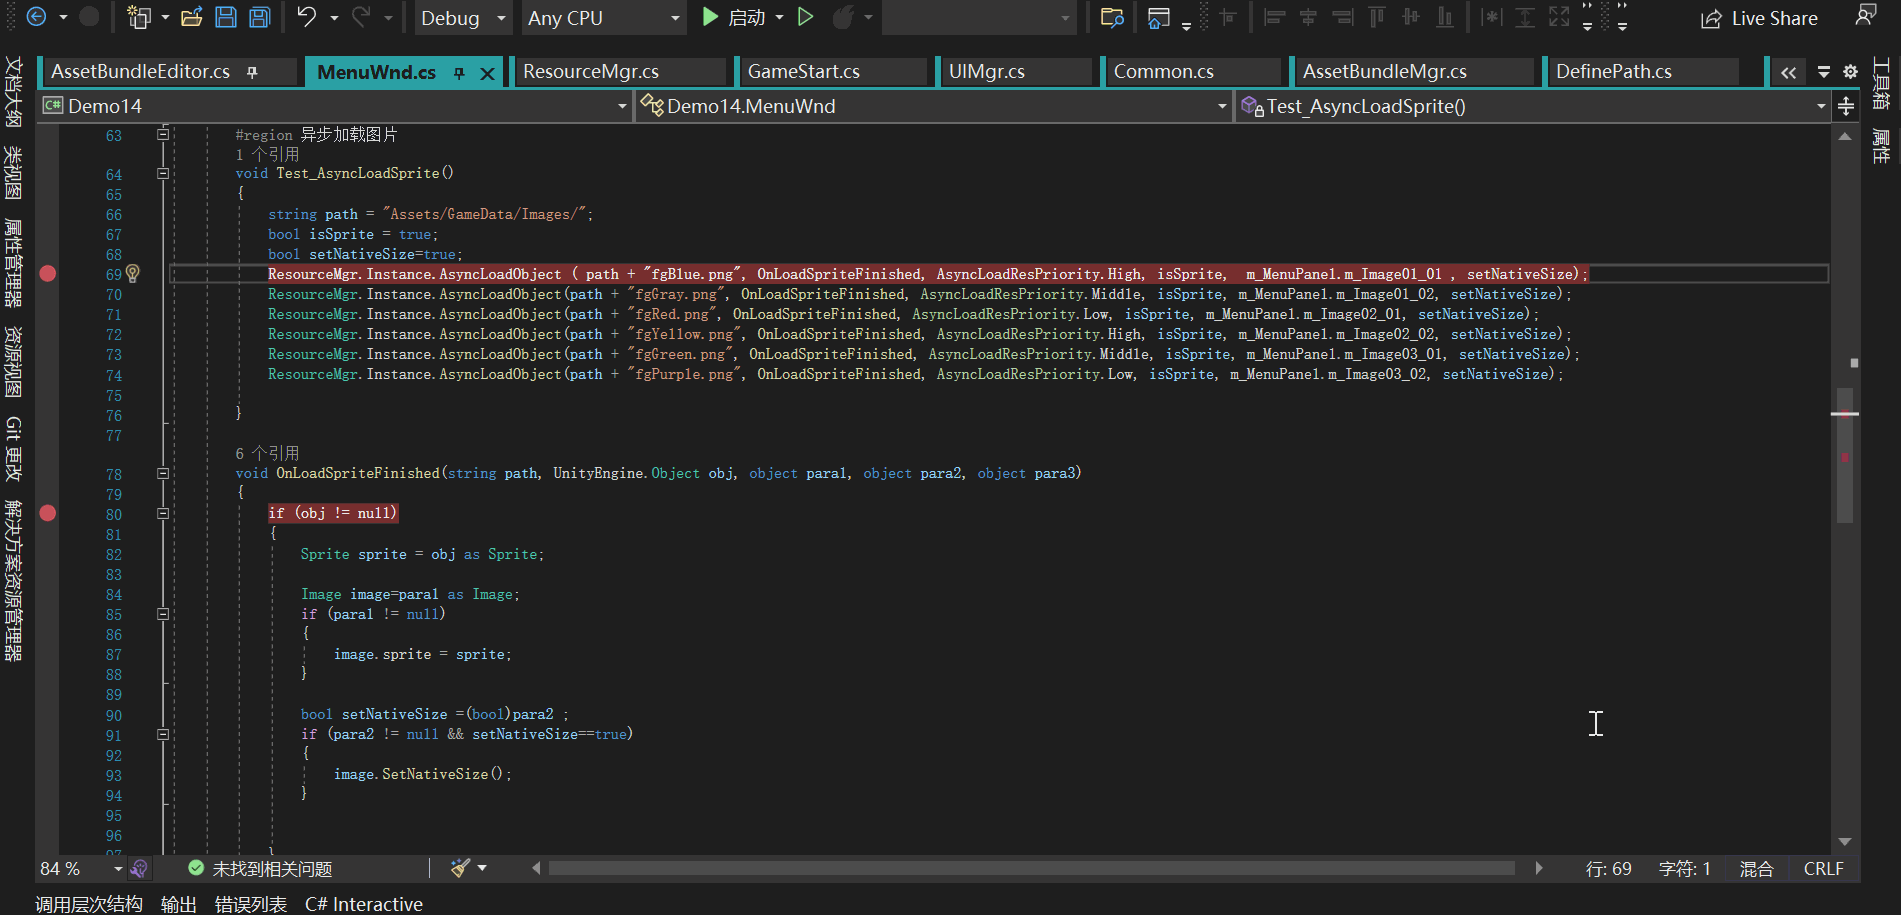 Debug Any CPU 启动 Live Share
AssetBundleEditor.cs MenuWnd.cs ResourceMgr.cs GameStart.cs UIMgr.cs Common.cs AssetBundleMgr.cs DefinePath.cs
C# Demo14 Demo14.MenuWnd Test_AsyncLoadSprite()
文档大纲
类视图
属性管理器
资源视图
Git 更改
解决方案资源管理器
工具箱
属性
63 #region 异步加载图片
1 个引用
64 void Test_AsyncLoadSprite()
65 {
66 string path = "Assets/GameData/Images/";
67 bool isSprite = true;
68 bool setNativeSize=true;
69 ResourceMgr.Instance.AsyncLoadObject ( path + "fgBlue.png", OnLoadSpriteFinished, AsyncLoadResPriority.High, isSprite, m_MenuPanel.m_Image01_01 , setNativeSize);
70 ResourceMgr.Instance.AsyncLoadObject(path + "fgGray.png", OnLoadSpriteFinished, AsyncLoadResPriority.Middle, isSprite, m_MenuPanel.m_Image01_02, setNativeSize);
71 ResourceMgr.Instance.AsyncLoadObject(path + "fgRed.png", OnLoadSpriteFinished, AsyncLoadResPriority.Low, isSprite, m_MenuPanel.m_Image02_01, setNativeSize);
72 ResourceMgr.Instance.AsyncLoadObject(path + "fgYellow.png", OnLoadSpriteFinished, AsyncLoadResPriority.High, isSprite, m_MenuPanel.m_Image02_02, setNativeSize);
73 ResourceMgr.Instance.AsyncLoadObject(path + "fgGreen.png", OnLoadSpriteFinished, AsyncLoadResPriority.Middle, isSprite, m_MenuPanel.m_Image03_01, setNativeSize);
74 ResourceMgr.Instance.AsyncLoadObject(path + "fgPurple.png", OnLoadSpriteFinished, AsyncLoadResPriority.Low, isSprite, m_MenuPanel.m_Image03_02, setNativeSize);
75
76 }
77
6 个引用
78 void OnLoadSpriteFinished(string path, UnityEngine.Object obj, object para1, object para2, object para3)
79 {
80 if (obj != null)
81 {
82 Sprite sprite = obj as Sprite;
83
84 Image image=para1 as Image;
85 if (para1 != null)
86 {
87 image.sprite = sprite;
88 }
89
90 bool setNativeSize =(bool)para2 ;
91 if (para2 != null && setNativeSize==true)
92 {
93 image.SetNativeSize();
94 }
95
96
97 }
84 % 未找到相关问题 行: 69 字符: 1 混合 CRLF
调用层次结构 输出 错误列表 C# Interactive